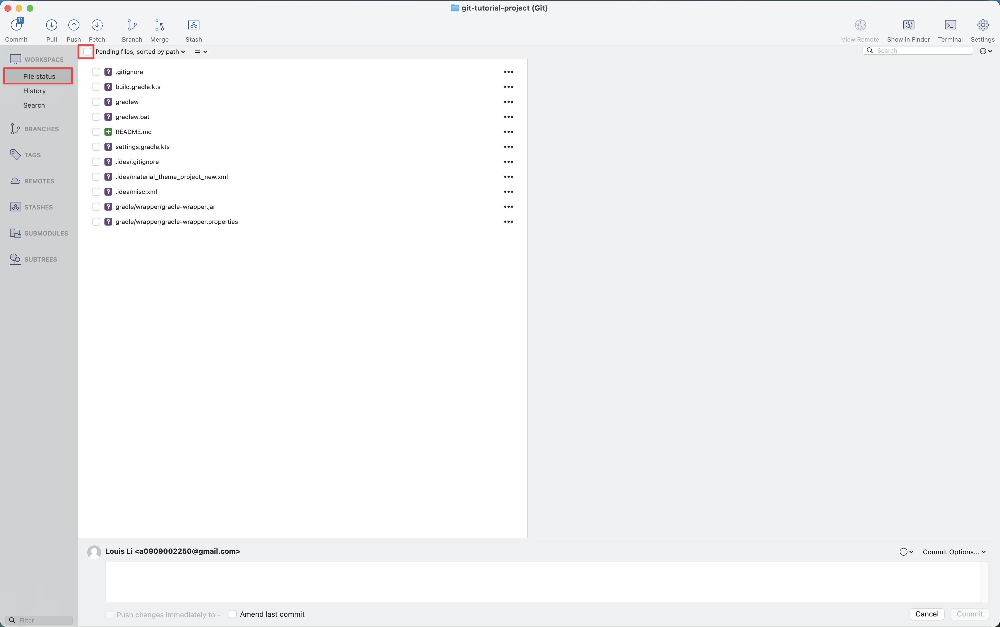 git-tutorial-project (Git)
11
Commit Pull Push Fetch Branch Merge Stash View Remote Show in Finder Terminal Settings
Pending files, sorted by path
Search
WORKSPACE
File status
History
Search
BRANCHES
TAGS
REMOTES
STASHES
SUBMODULES
SUBTREES
Filter
? .gitignore
? build.gradle.kts
? gradlew
? gradlew.bat
README.md
? settings.gradle.kts
? .idea/.gitignore
? .idea/material_theme_project_new.xml
? .idea/misc.xml
? gradle/wrapper/gradle-wrapper.jar
? gradle/wrapper/gradle-wrapper.properties
Louis Li <a0909002250@gmail.com>
Commit Options...
Push changes immediately to -
Amend last commit
Cancel
Commit